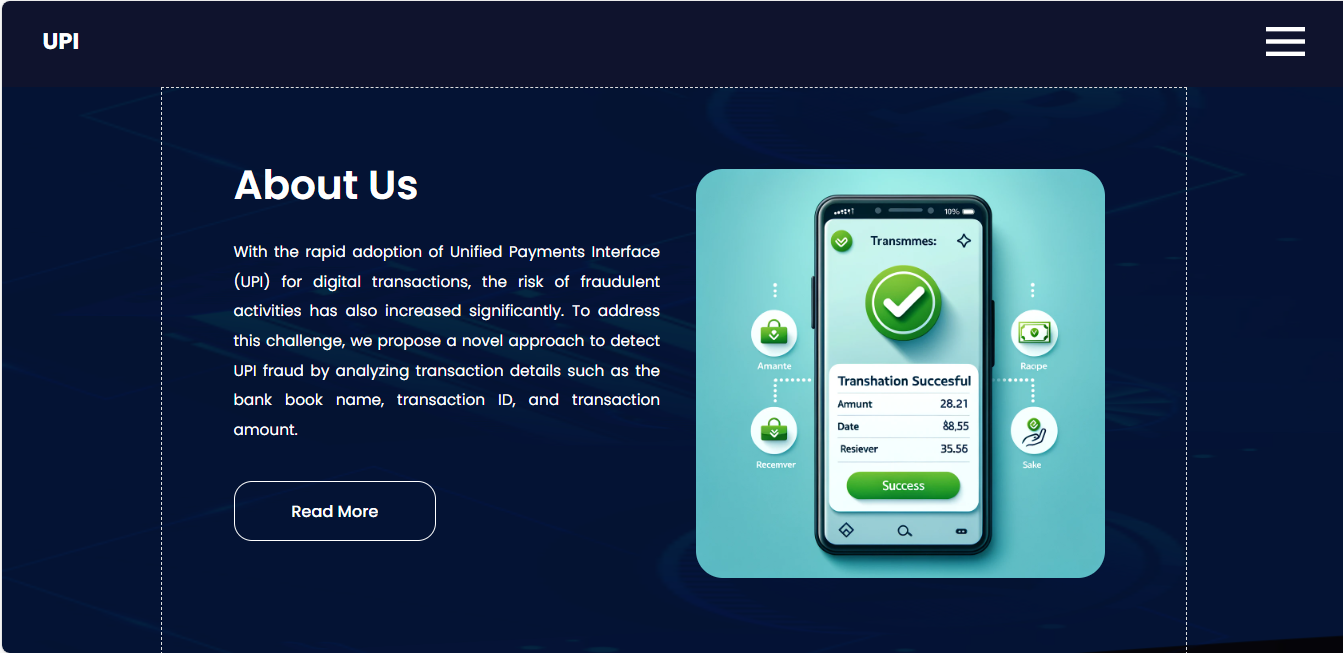 UPI
About Us
With the rapid adoption of Unified Payments Interface
(UPI) for digital transactions, the risk of fraudulent
activities has also increased significantly. To address
this challenge, we propose a novel approach to detect
UPI fraud by analyzing transaction details such as the
bank book name, transaction ID, and transaction
amount.
Read More
10%
Transmmes:
Transhation Succesful
Amunt 28.21
Date 88,55
Resiever 35.56
Success
Amante
Recemver
Raope
Sake